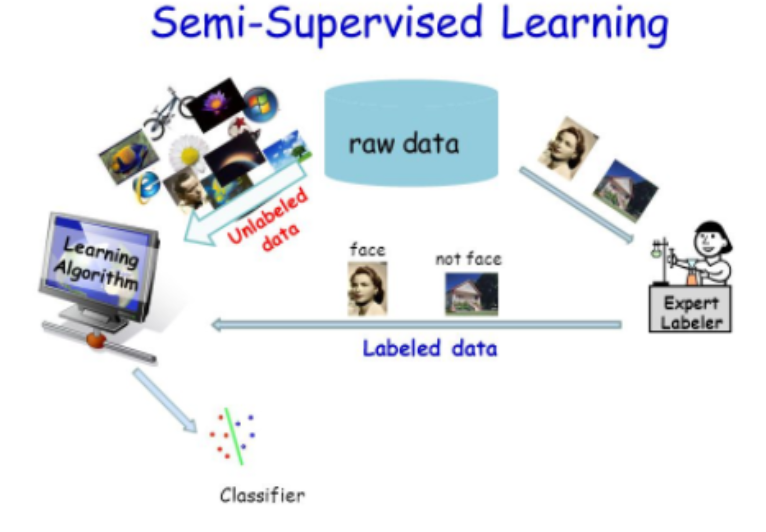 Semi-Supervised Learning
raw data
Unlabeled
data
Learning
Algorithm
face
not face
Expert
Labeler
Labeled data
Classifier